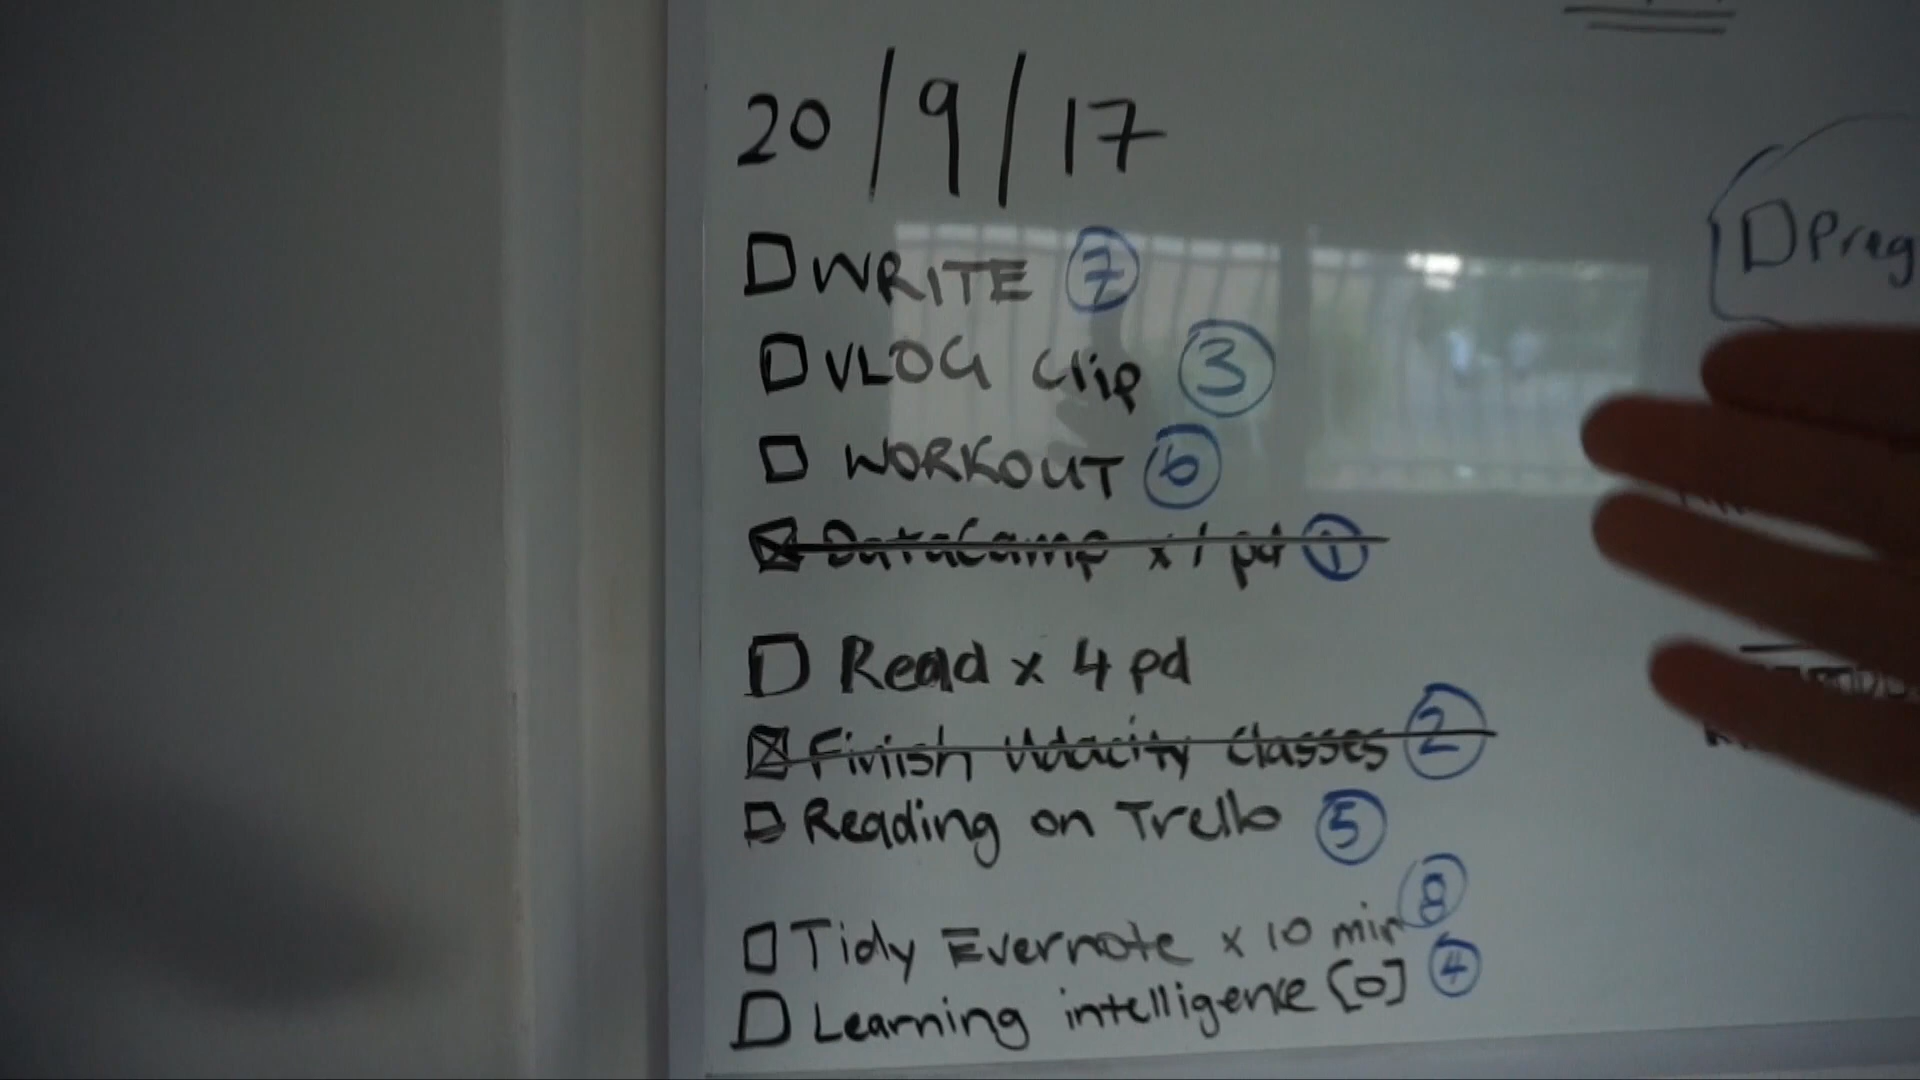 20/9/17
WRITE 7
VLOG Clip 3
WORKOUT 6
DataCamp x 1 pd 1
Read x 4 pd
Finish Udacity Classes 2
Reading on Trello 5
Tidy Evernote x 10 min 8
Learning intelligence [0] 4
Preg